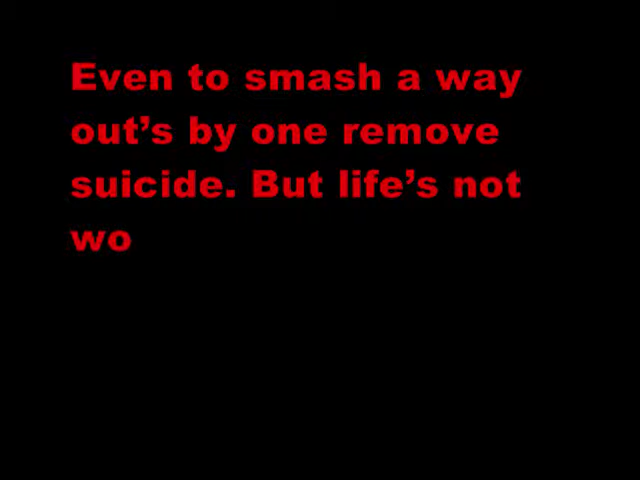 Even to smash a way
out’s by one remove
suicide. But life’s not
wo